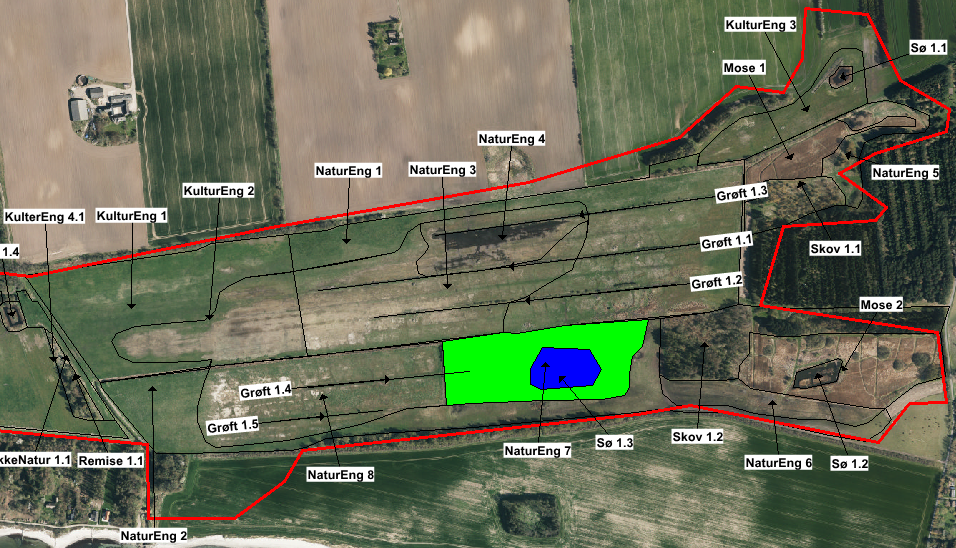 KulturEng 3
Sø 1.1
Mose 1
NaturEng 4
NaturEng 1
NaturEng 3
NaturEng 5
KulturEng 2
Grøft 1.3
KulterEng 4.1
KulturEng 1
Grøft 1.1
Skov 1.1
1.4
Grøft 1.2
Mose 2
Grøft 1.4
Grøft 1.5
Skov 1.2
Sø 1.3
NaturEng 7
kkeNatur 1.1
Remise 1.1
NaturEng 6
Sø 1.2
NaturEng 8
NaturEng 2